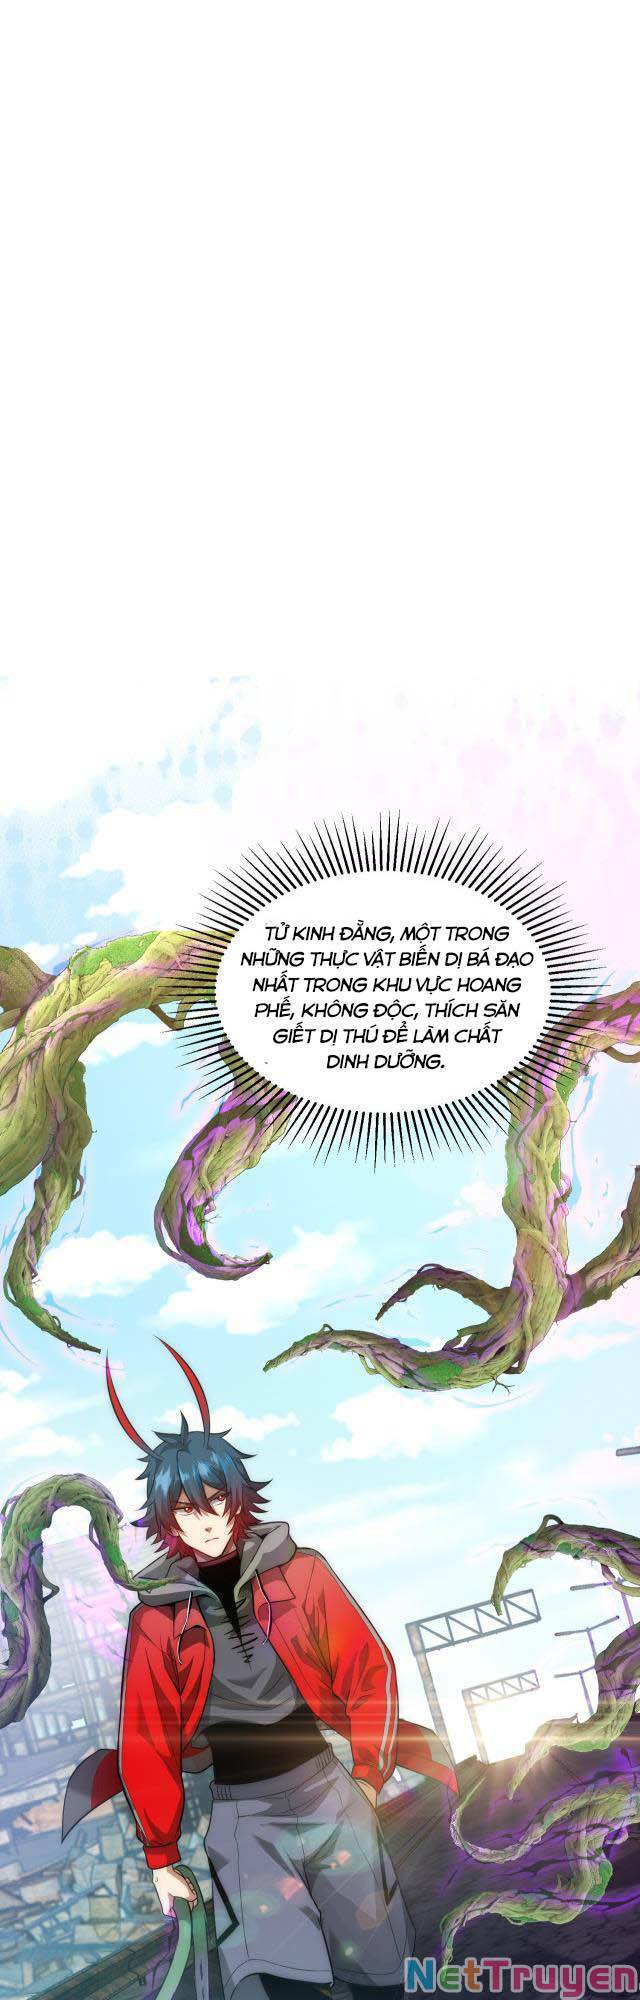 TỬ KINH ĐẰNG, MỘT TRONG
NHỮNG THỰC VẬT BIẾN DỊ BÁ ĐẠO
NHẤT TRONG KHU VỰC HOANG
PHẾ, KHÔNG ĐỘC, THÍCH SĂN
GIẾT DỊ THÚ ĐỂ LÀM CHẤT
DINH DƯỠNG.
NetTruyen